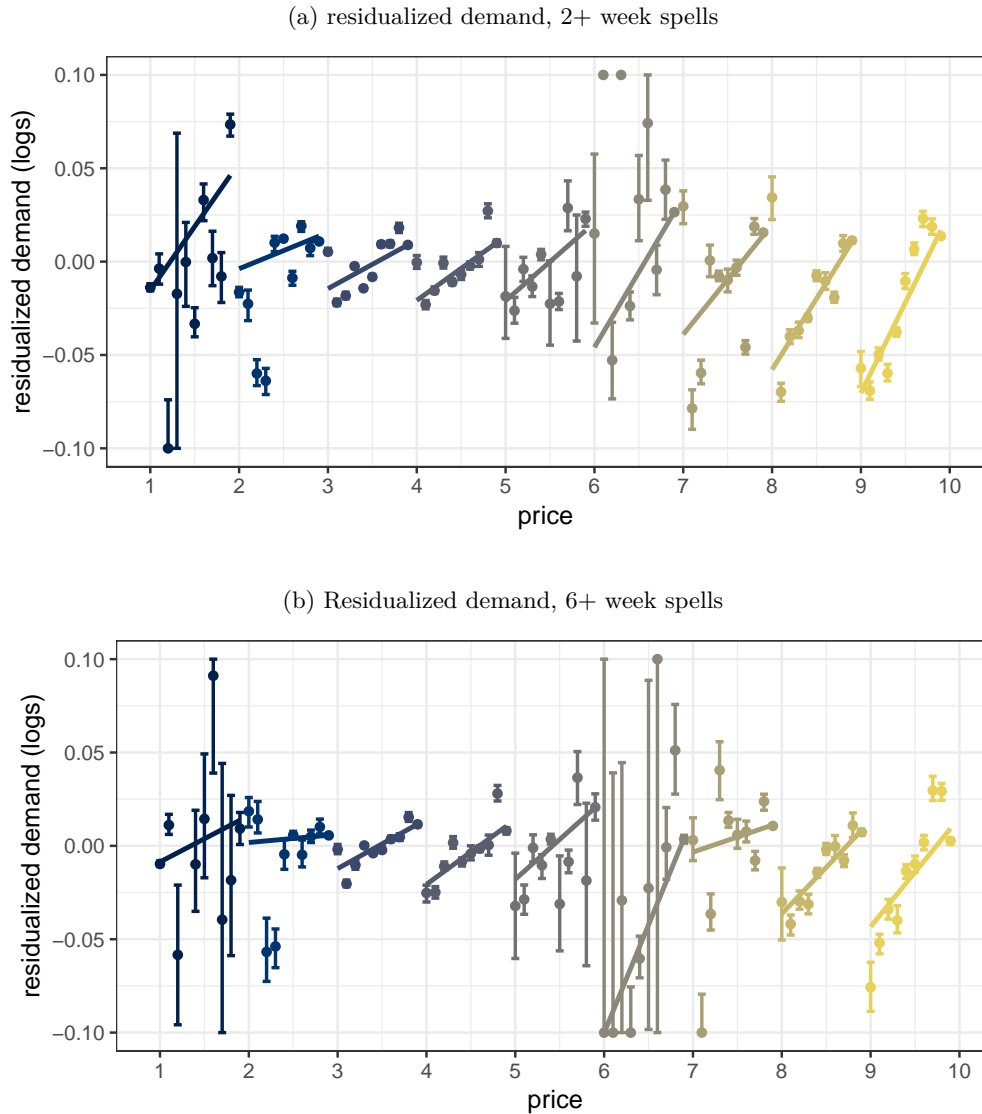 (a) residualized demand, 2+ week spells
0.10
0.05
0.00
−0.05
−0.10
residualized demand (logs)
1 2 3 4 5 6 7 8 9 10
price
(b) Residualized demand, 6+ week spells
0.10
0.05
0.00
−0.05
−0.10
residualized demand (logs)
1 2 3 4 5 6 7 8 9 10
price